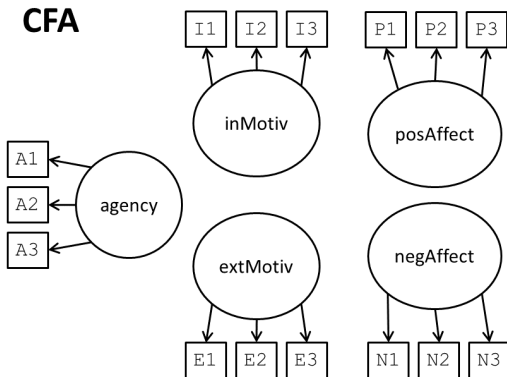 CFA
I1 I2 I3
P1 P2 P3
inMotiv
posAffect
A1
A2
A3
agency
extMotiv
negAffect
E1 E2 E3
N1 N2 N3